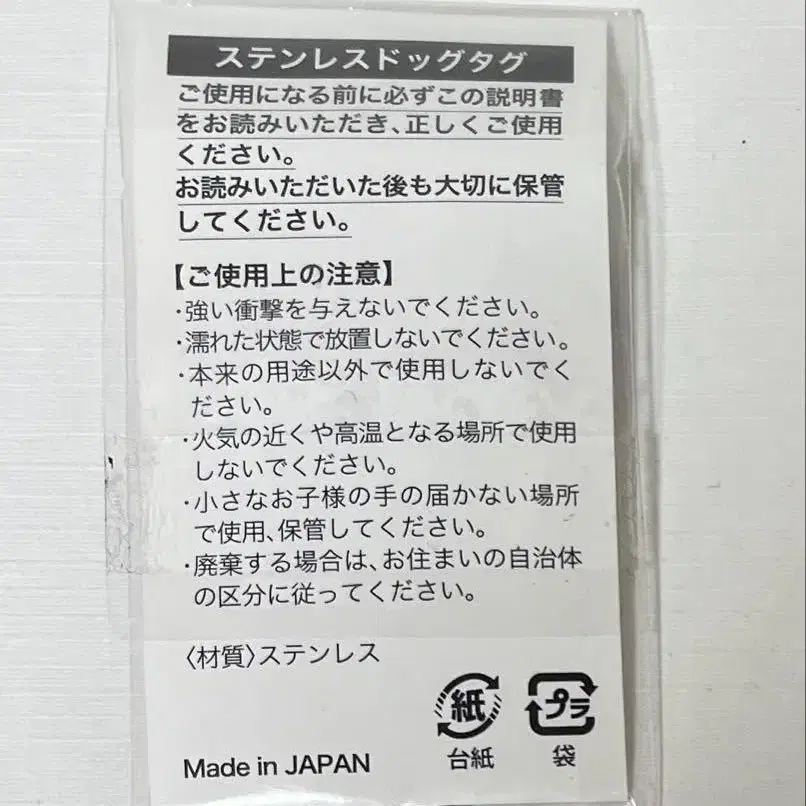 ステンレスドッグタグ
ご使用になる前に必ずこの説明書
をお読みいただき、正しくご使用
ください。
お読みいただいた後も大切に保管
してください。
【ご使用上の注意】
・強い衝撃を与えないでください。
・濡れた状態で放置しないでください。
・本来の用途以外で使用しないでく
ださい。
・火気の近くや高温となる場所で使用
しないでください。
・小さなお子様の手の届かない場所
で使用、保管してください。
・廃棄する場合は、お住まいの自治体
の区分に従ってください。
〈材質〉ステンレス
紙 プラ
台紙 袋
Made in JAPAN